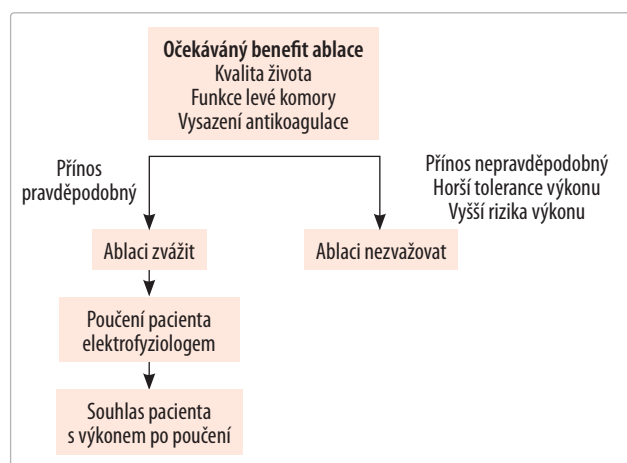 Očekáváný benefit ablace
Kvalita života
Funkce levé komory
Vysazení antikoagulace
Přínos
pravděpodobný
Přínos nepravděpodobný
Horší tolerance výkonu
Vyšší rizika výkonu
Ablaci zvážit
Ablaci nezvažovat
Poučení pacienta
elektrofyziologem
Souhlas pacienta
s výkonem po poučení